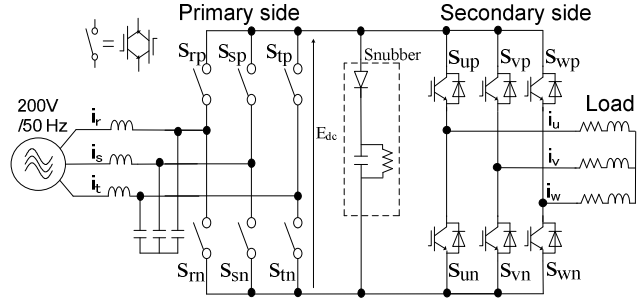 Primary side
Secondary side
Srp
Ssp
Stp
Snubber
Sup
Svp
Swp
=
200V
/50 Hz
ir
is
it
Edc
Load
iu
iv
iw
Srn
Ssn
Stn
Sun
Svn
Swn